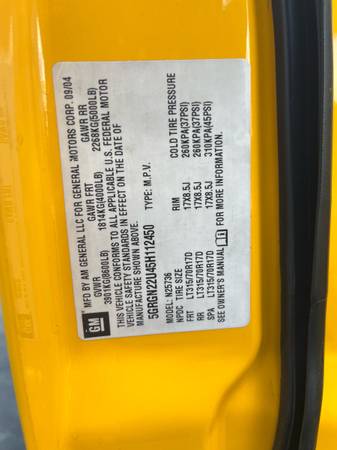 MFD BY AM GENERAL LLC FOR GENERAL MOTORS CORP. 09/04
GVWR GAWR FRT GAWR RR
3901KG(8600LB) 1814KG(4000LB) 2268KG(5000LB)
THIS VEHICLE CONFORMS TO ALL APPLICABLE U.S. FEDERAL MOTOR
VEHICLE SAFETY STANDARDS IN EFFECT ON THE DATE OF
MANUFACTURE SHOWN ABOVE.
5GRGN22U45H112450 TYPE: M.P.V.
GM
MODEL: N25736
NPDC TIRE SIZE RIM COLD TIRE PRESSURE
FRT LT315/70R17D 17X8.5J 260KPA(37PSI)
RR LT315/70R17D 17X8.5J 260KPA(37PSI)
SPA LT315/70R17D 17X8.5J 310KPA(45PSI)
SEE OWNER'S MANUAL FOR MORE INFORMATION.